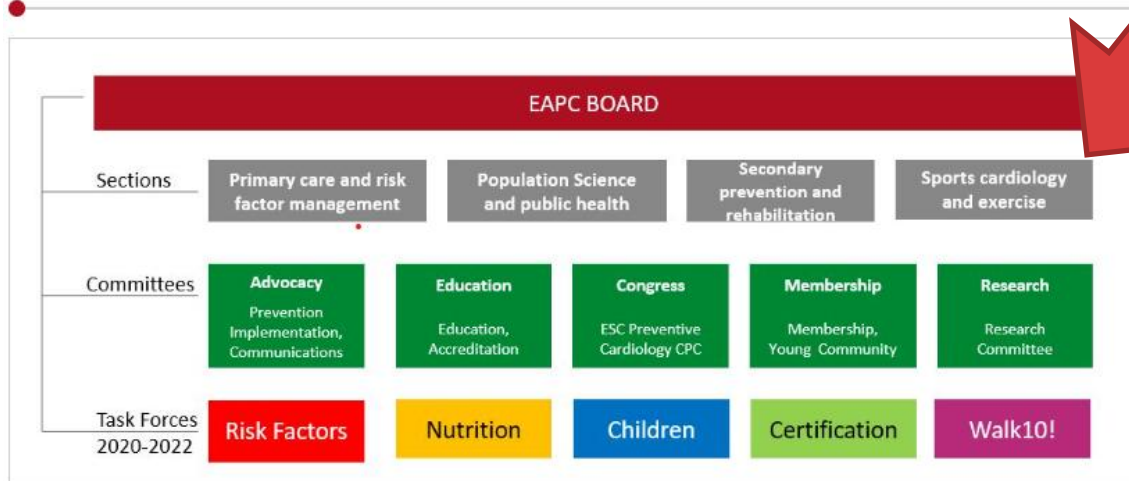 EAPC BOARD
Sections
Primary care and risk
factor management
Population Science
and public health
Secondary
prevention and
rehabilitation
Sports cardiology
and exercise
Committees
Advocacy
Prevention
Implementation,
Communications
Education
Education,
Accreditation
Congress
ESC Preventive
Cardiology CPC
Membership
Membership,
Young Community
Research
Research
Committee
Task Forces
2020-2022
Risk Factors
Nutrition
Children
Certification
Walk10!